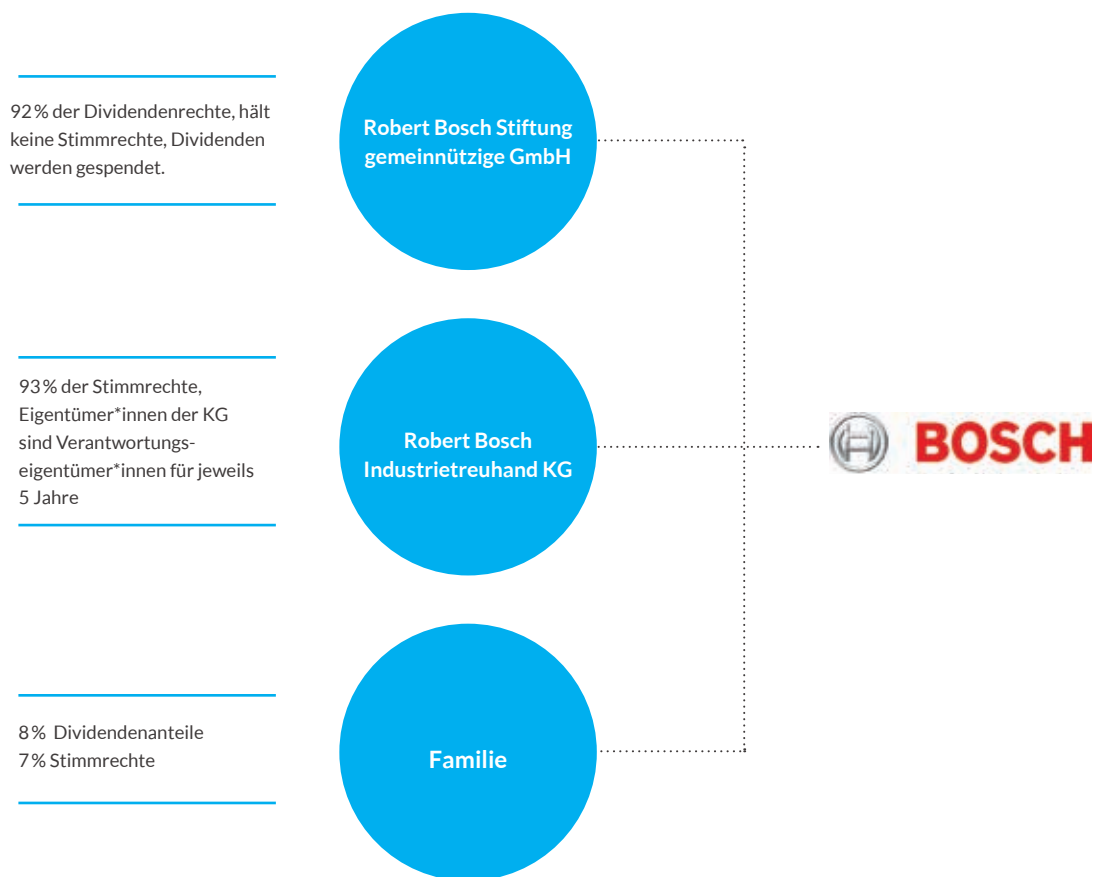 92 % der Dividendenrechte, hält
keine Stimmrechte, Dividenden
werden gespendet.
Robert Bosch Stiftung
gemeinnützige GmbH
93 % der Stimmrechte,
Eigentümer*innen der KG
sind Verantwortungs-
eigentümer*innen für jeweils
5 Jahre
Robert Bosch
Industrietreuhand KG
BOSCH
8 % Dividendenanteile
7 % Stimmrechte
Familie